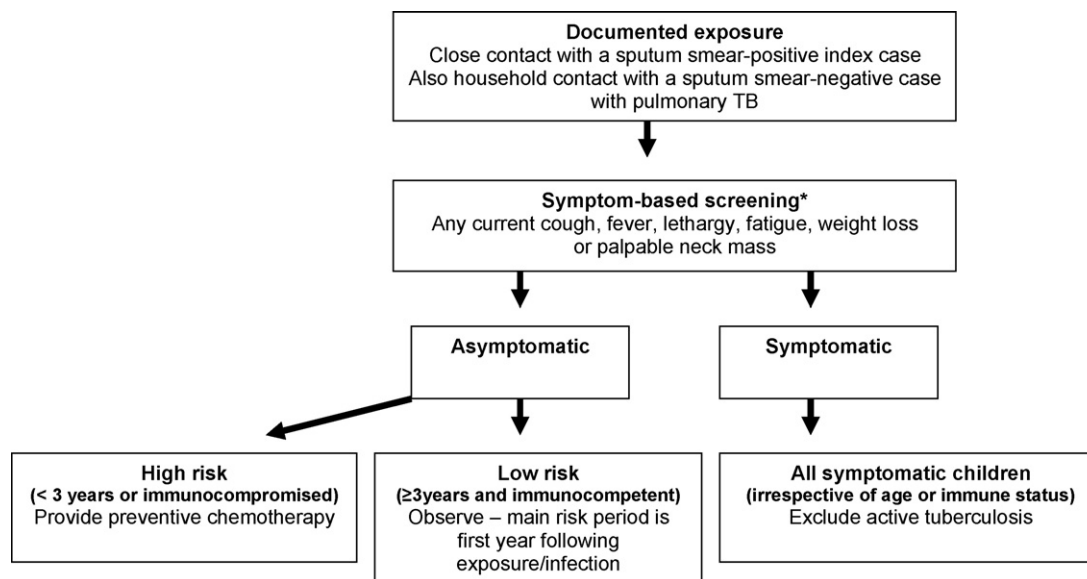 Documented exposure
Close contact with a sputum smear-positive index case
Also household contact with a sputum smear-negative case
with pulmonary TB
Symptom-based screening*
Any current cough, fever, lethargy, fatigue, weight loss
or palpable neck mass
Asymptomatic
Symptomatic
High risk
(< 3 years or immunocompromised)
Provide preventive chemotherapy
Low risk
(≥3years and immunocompetent)
Observe – main risk period is
first year following
exposure/infection
All symptomatic children
(irrespective of age or immune status)
Exclude active tuberculosis